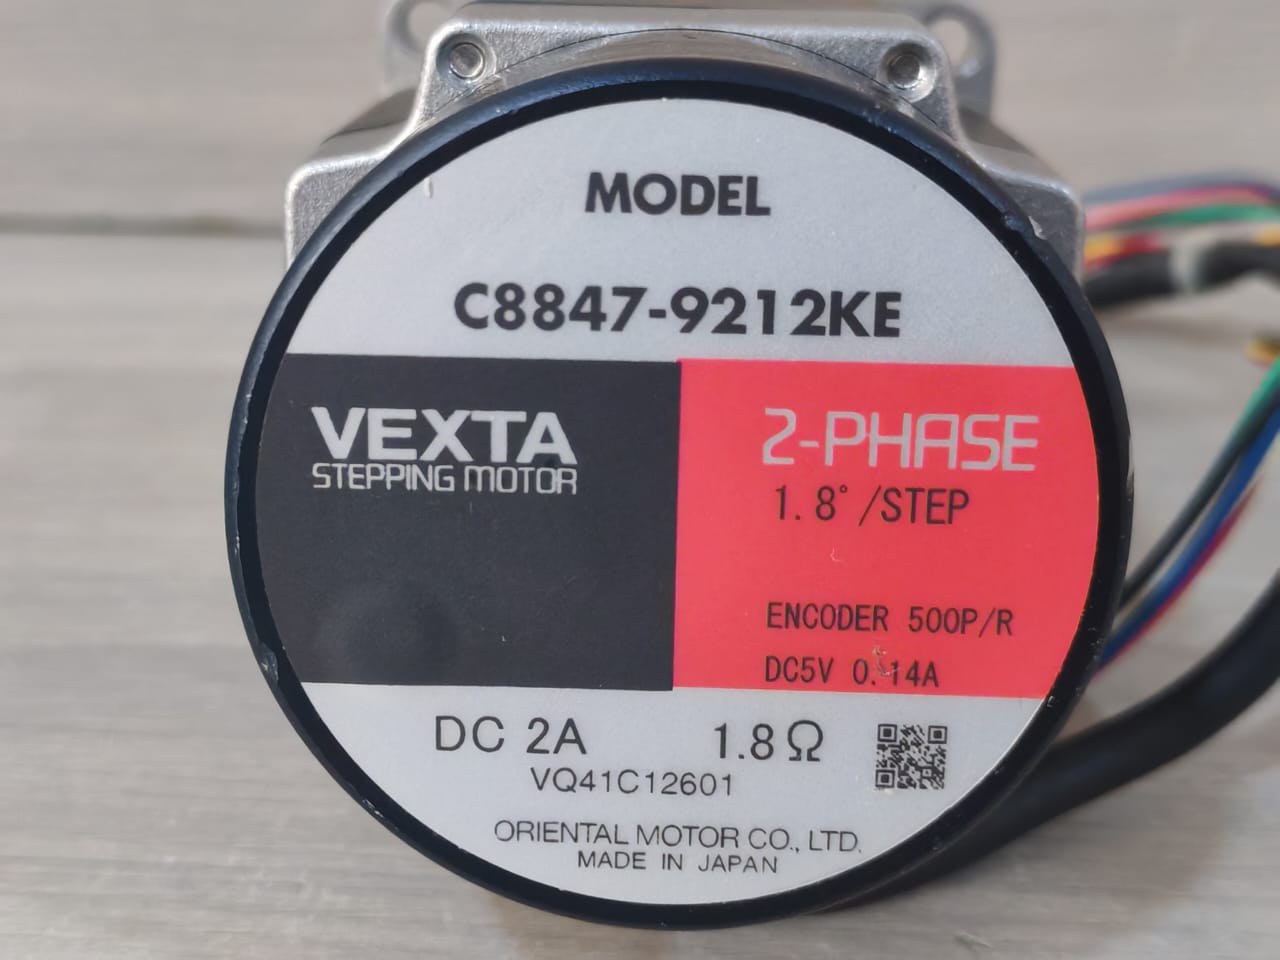 MODEL
C8847-9212KE
VEXTA
STEPPING MOTOR
2-PHASE
1.8°/STEP
ENCODER 500P/R
DC5V 0.14A
DC 2A 1.8Ω
VQ41C12601
ORIENTAL MOTOR CO., LTD.
MADE IN JAPAN